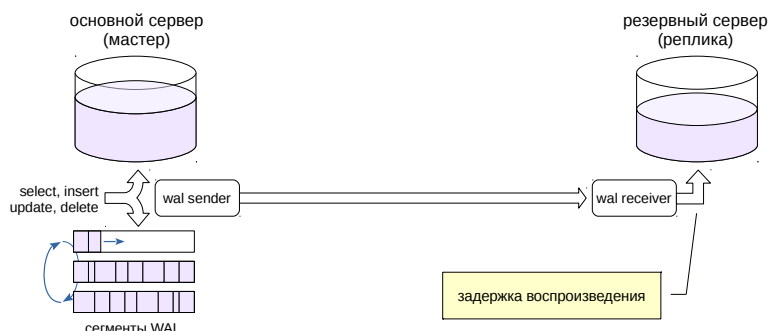 основной сервер
(мастер)
резервный сервер
(реплика)
select, insert
update, delete
wal sender
wal receiver
задержка воспроизведения
сегменты WAL